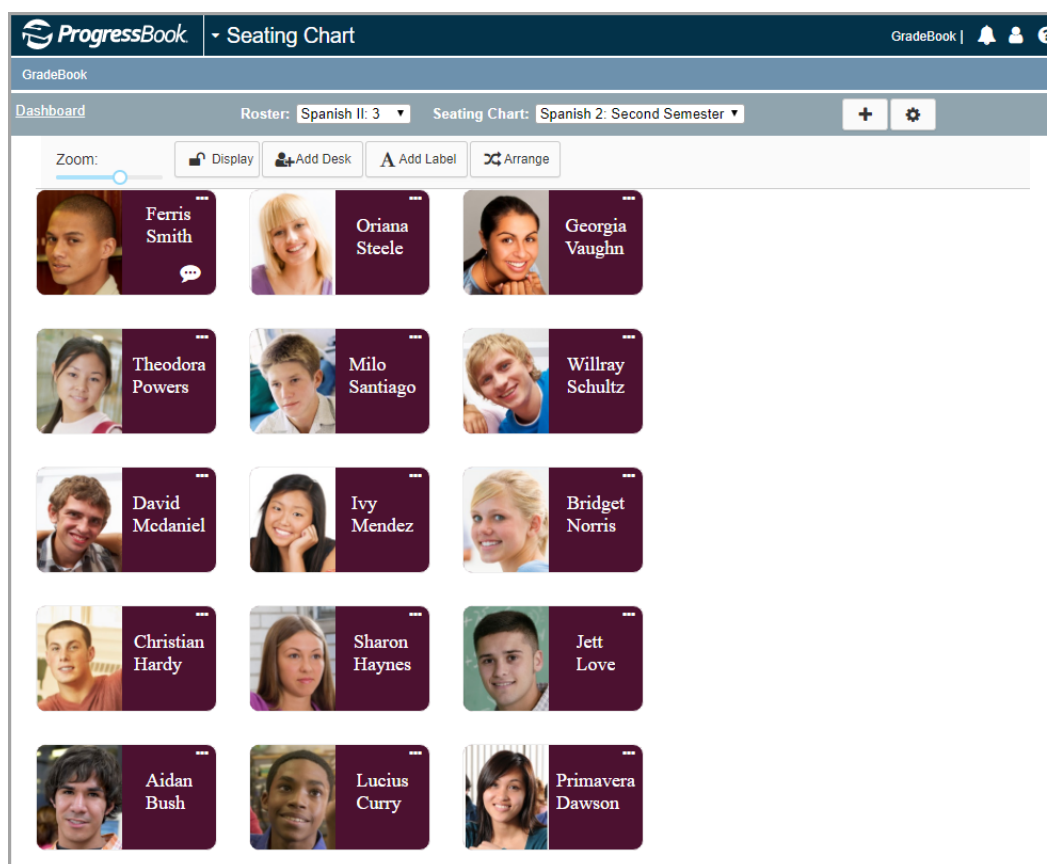 ProgressBook. Seating Chart GradeBook |
GradeBook
Dashboard Roster: Spanish II: 3 Seating Chart: Spanish 2: Second Semester
Zoom: Display Add Desk A Add Label Arrange
Ferris
Smith
Oriana
Steele
Georgia
Vaughn
Theodora
Powers
Milo
Santiago
Willray
Schultz
David
Mcdaniel
Ivy
Mendez
Bridget
Norris
Christian
Hardy
Sharon
Haynes
Jett
Love
Aidan
Bush
Lucius
Curry
Primavera
Dawson